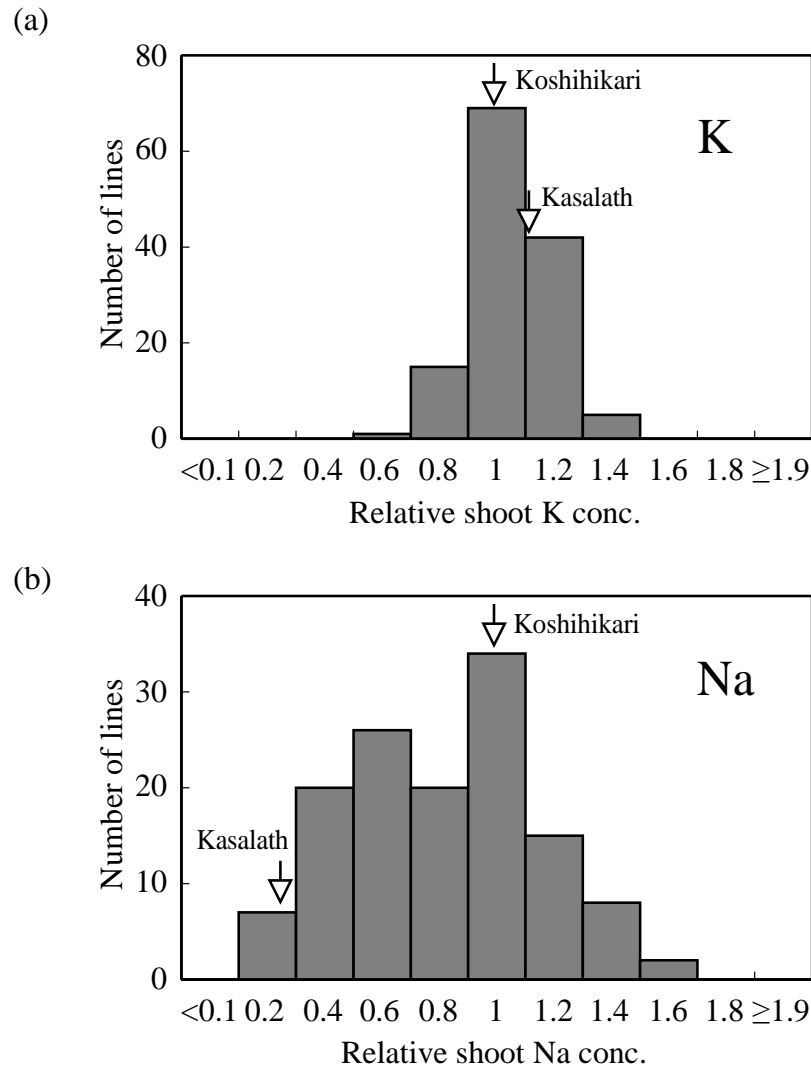 (a)
80
60
40
20
0
Number of lines
Koshihikari
Kasalath
K
<0.1 0.2 0.4 0.6 0.8 1 1.2 1.4 1.6 1.8 ≥1.9
Relative shoot K conc.
(b)
40
30
20
10
0
Number of lines
Koshihikari
Kasalath
Na
<0.1 0.2 0.4 0.6 0.8 1 1.2 1.4 1.6 1.8 ≥1.9
Relative shoot Na conc.